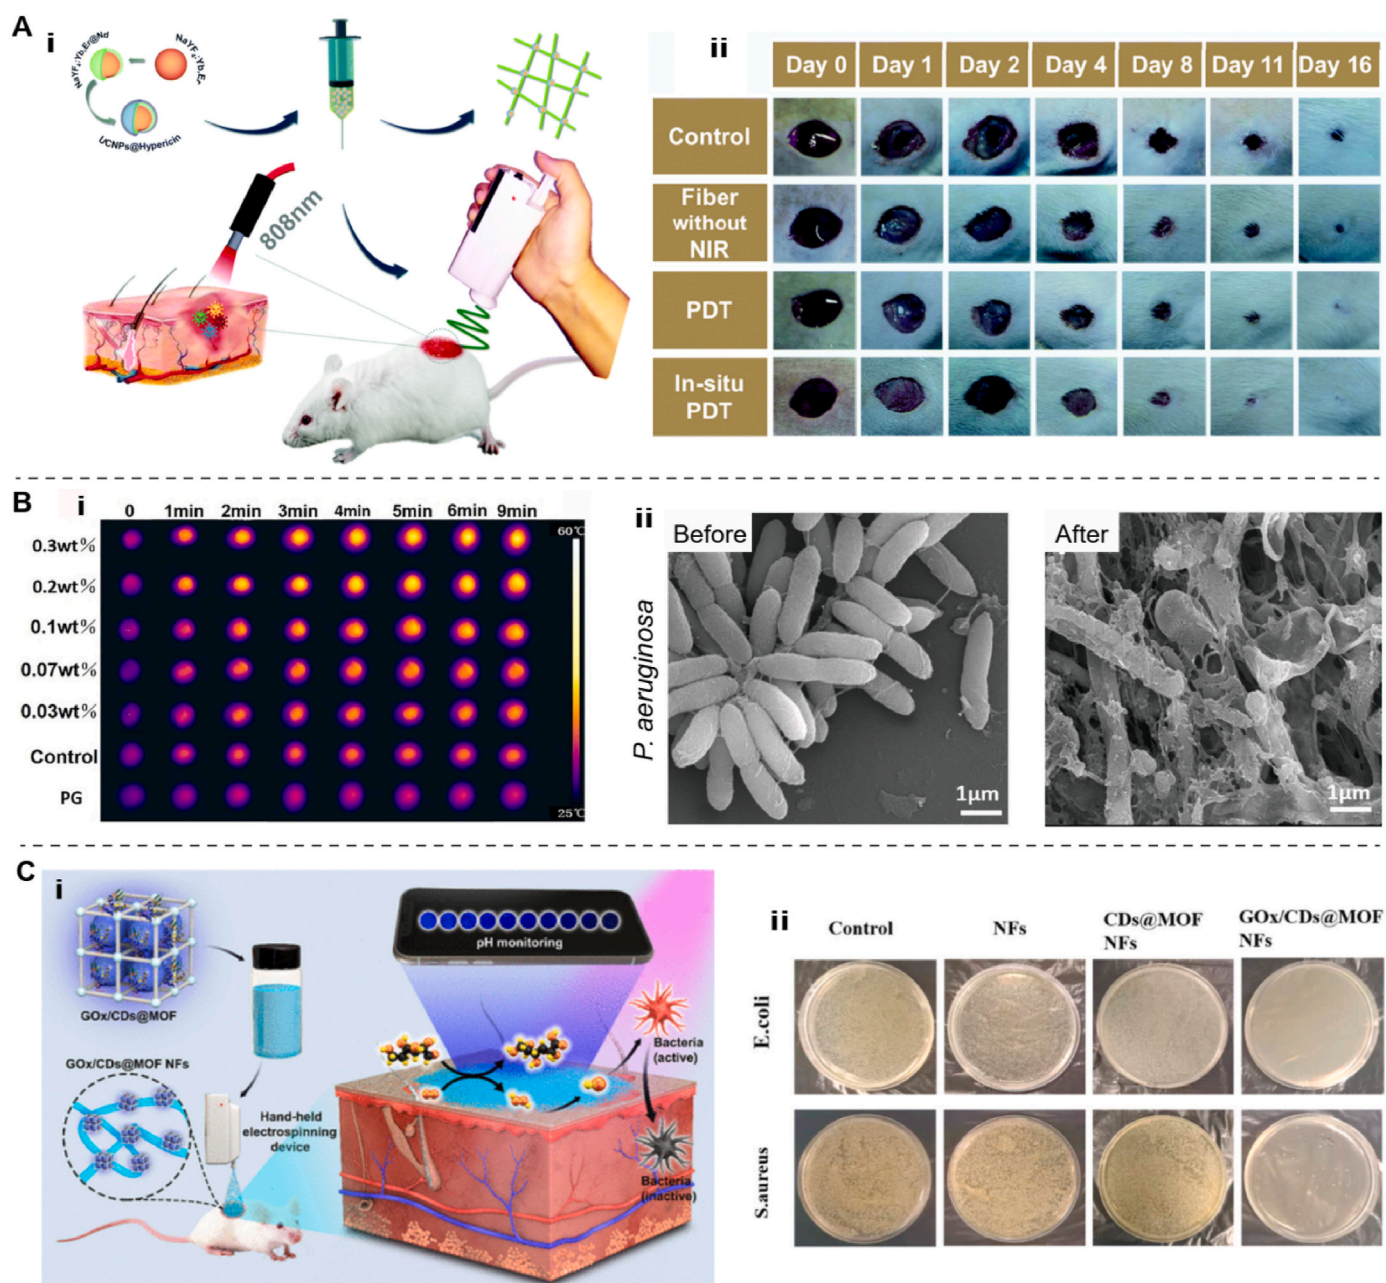 A
i
NaYF₄:Yb,Er@Nd
NaYF₄:Yb,Er
UCNPs@Hypericin
808nm
ii
Day 0 Day 1 Day 2 Day 4 Day 8 Day 11 Day 16
Control
Fiber
without
NIR
PDT
In-situ
PDT
B
i
0 1min 2min 3min 4min 5min 6min 9min
0.3wt%
0.2wt%
0.1wt%
0.07wt%
0.03wt%
Control
PG
60℃
25℃
ii
Before
After
P. aeruginosa
1μm
1μm
C
i
GOx/CDs@MOF
GOx/CDs@MOF NFs
Hand-held
electrospinning
device
pH monitoring
Bacteria
(active)
Bacteria
(inactive)
ii
Control
NFs
CDs@MOF
NFs
GOx/CDs@MOF
NFs
E.coli
S.aureus